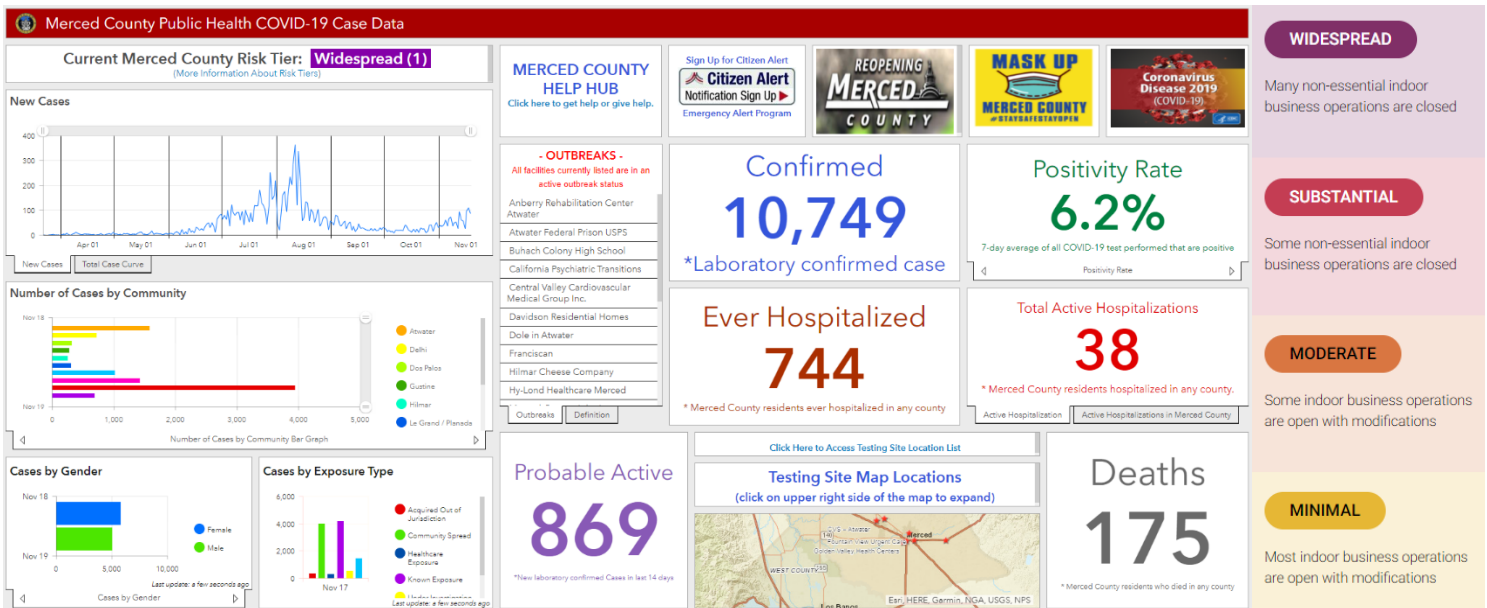 Merced County Public Health COVID-19 Case Data
Current Merced County Risk Tier: Widespread (1)
(More Information About Risk Tiers)
New Cases
400
300
200
100
0
Apr 01 May 01 Jun 01 Jul 01 Aug 01 Sep 01 Oct 01 Nov 01
New Cases Total Case Curve
Number of Cases by Community
Nov 18
Nov 19
0 1,000 2,000 3,000 4,000 5,000
Atwater
Delhi
Dos Palos
Gustine
Hilmar
Le Grand / Planada
Number of Cases by Community Bar Graph
Cases by Gender
Nov 18
Nov 19
0 5,000 10,000
Female
Male
Last update: a few seconds ago
Cases by Gender
Cases by Exposure Type
6,000
4,000
2,000
0
Nov 17
Acquired Out of
Jurisdiction
Community Spread
Healthcare
Exposure
Known Exposure
Under Investigation
Last update: a few seconds ago
MERCED COUNTY
HELP HUB
Click here to get help or give help.
Sign Up for Citizen Alert
Citizen Alert
Notification Sign Up
Emergency Alert Program
REOPENING
MERCED
COUNTY
MASK UP
MERCED COUNTY
#STAYSAFESTAYOPEN
Coronavirus
Disease 2019
(COVID-19)
CDC
- OUTBREAKS -
All facilities currently listed are in an
active outbreak status
Anberry Rehabilitation Center
Atwater
Atwater Federal Prison USPS
Buhach Colony High School
California Psychiatric Transitions
Central Valley Cardiovascular
Medical Group Inc.
Davidson Residential Homes
Dole in Atwater
Franciscan
Hilmar Cheese Company
Hy-Lond Healthcare Merced
Outbreaks Definition
Confirmed
10,749
*Laboratory confirmed case
Positivity Rate
6.2%
7-day average of all COVID-19 test performed that are positive
Positivity Rate
Ever Hospitalized
744
* Merced County residents ever hospitalized in any county
Total Active Hospitalizations
38
* Merced County residents hospitalized in any county.
Active Hospitalization Active Hospitalizations in Merced County
Probable Active
869
*New laboratory confirmed Cases in last 14 days
Click Here to Access Testing Site Location List
Testing Site Map Locations
(click on upper right side of the map to expand)
CVS - Atwater
140
Fountain View Urgent Care
Golden Valley Health Centers
Merced
WEST COUNTY
Los Banos
Esri, HERE, Garmin, NGA, USGS, NPS
Deaths
175
* Merced County residents who died in any county
WIDESPREAD
Many non-essential indoor
business operations are closed
SUBSTANTIAL
Some non-essential indoor
business operations are closed
MODERATE
Some indoor business operations
are open with modifications
MINIMAL
Most indoor business operations
are open with modifications